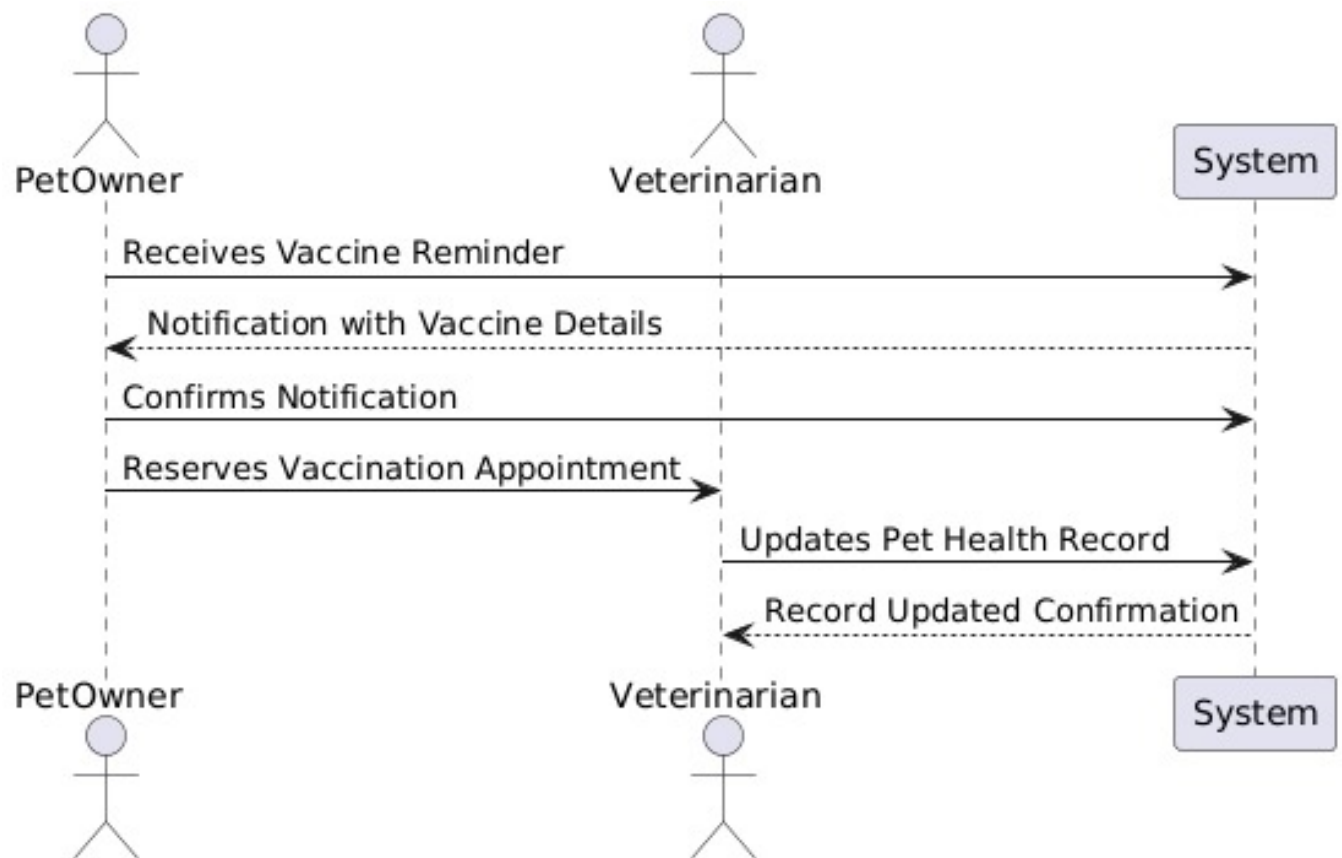 PetOwner
Veterinarian
System
Receives Vaccine Reminder
Notification with Vaccine Details
Confirms Notification
Reserves Vaccination Appointment
Updates Pet Health Record
Record Updated Confirmation
PetOwner
Veterinarian
System